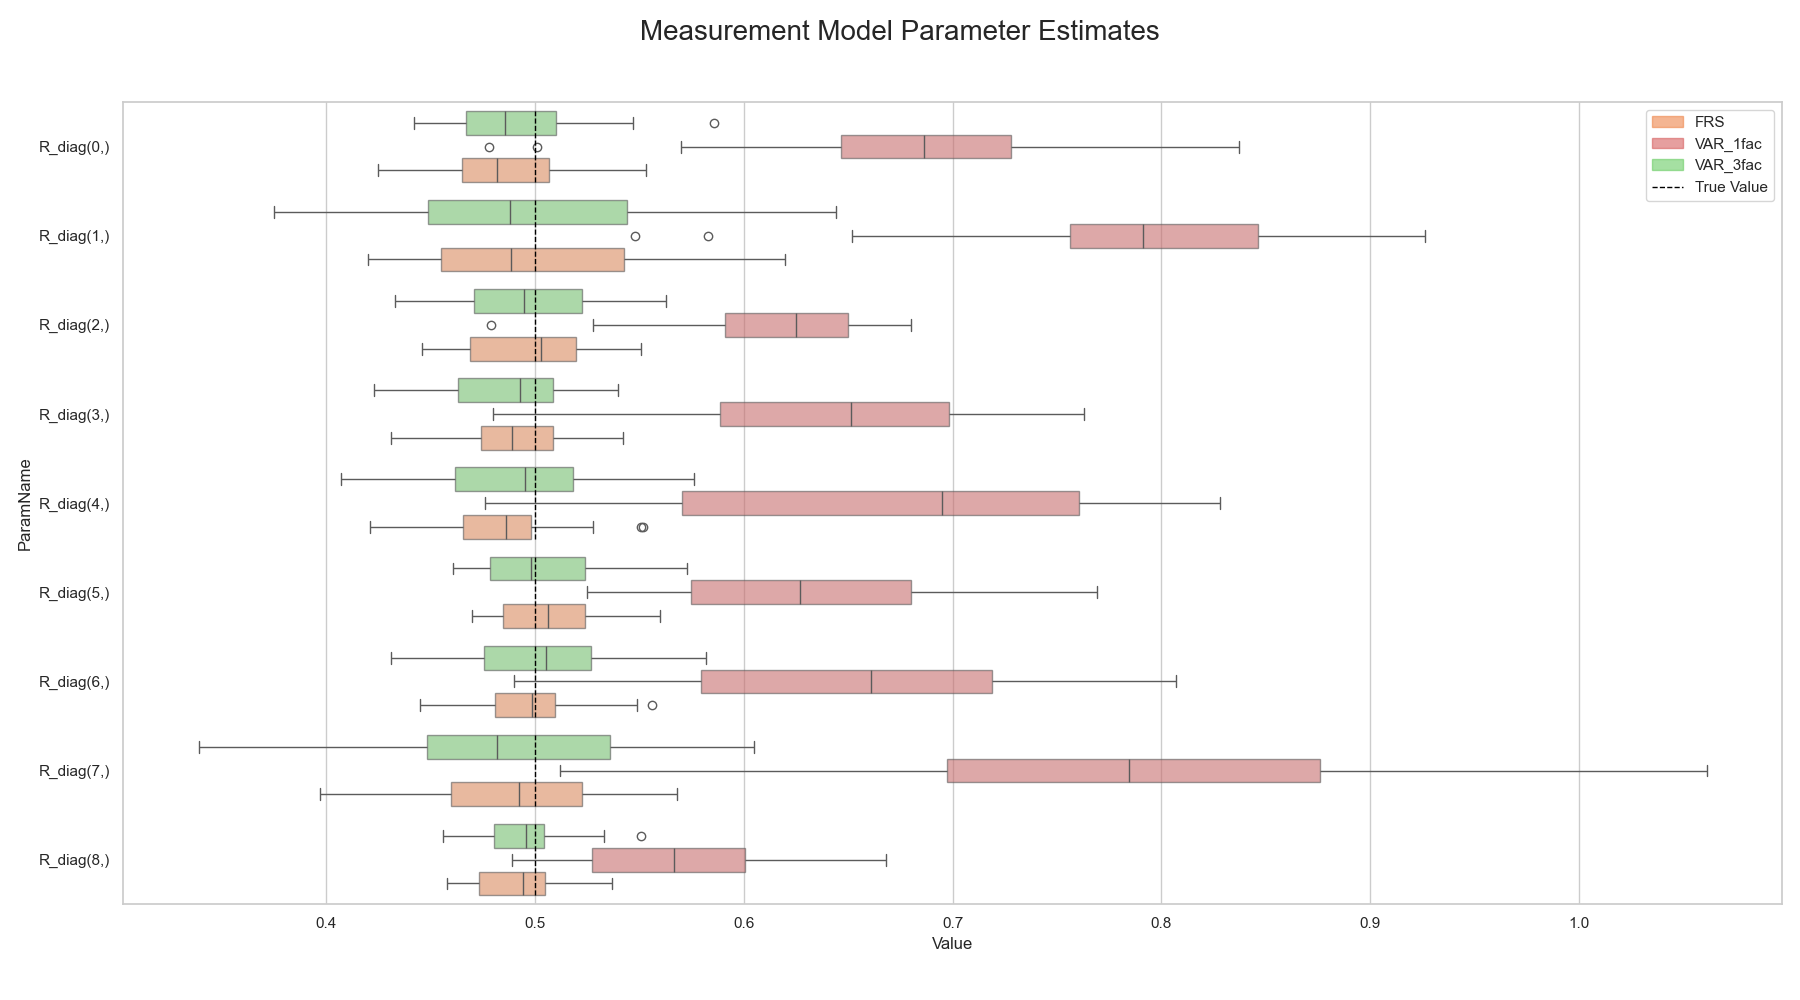 Measurement Model Parameter Estimates
FRS
VAR_1fac
VAR_3fac
True Value
R_diag(0,)
R_diag(1,)
R_diag(2,)
R_diag(3,)
R_diag(4,)
R_diag(5,)
R_diag(6,)
R_diag(7,)
R_diag(8,)
ParamName
0.4 0.5 0.6 0.7 0.8 0.9 1.0
Value